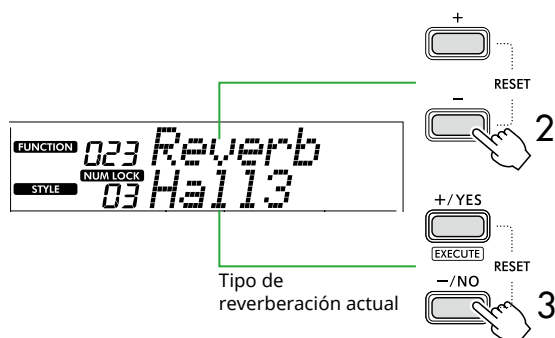 +
RESET
-
2
FUNCTION 023 Reverb
NUM LOCK
STYLE 03 Hall3
+/YES
EXECUTE
RESET
-/NO
3
Tipo de
reverberación actual